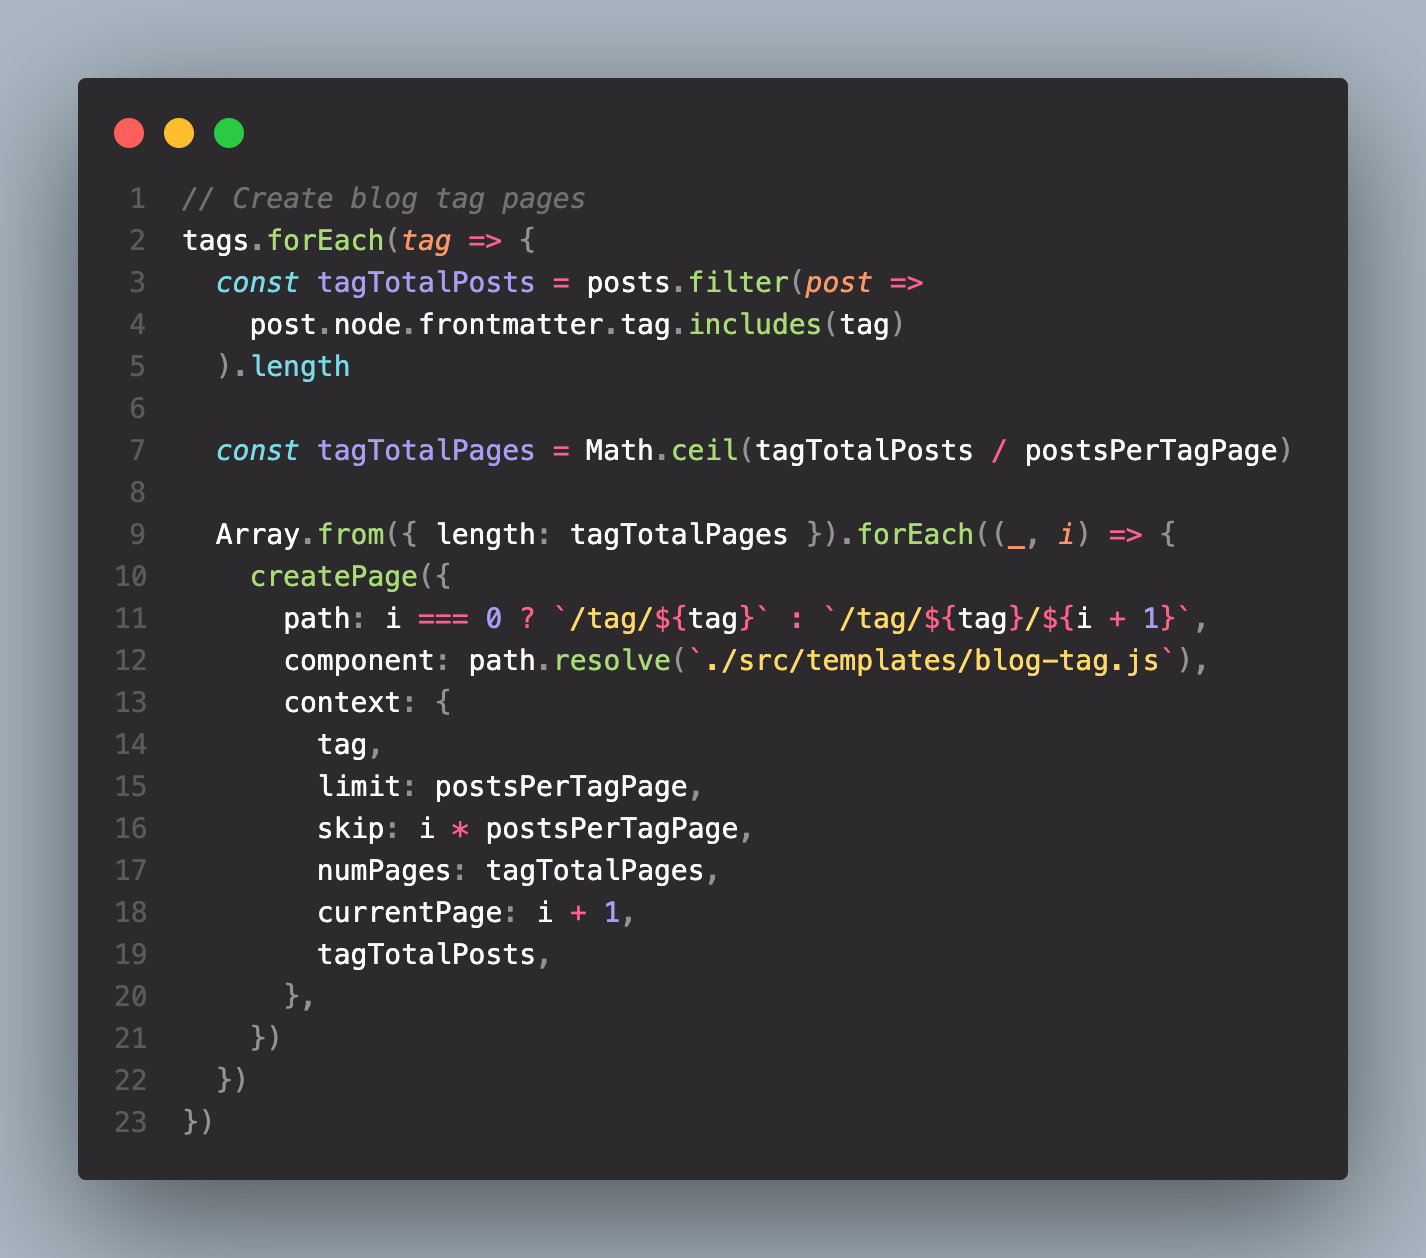 1 // Create blog tag pages
2 tags.forEach(tag => {
3   const tagTotalPosts = posts.filter(post =>
4     post.node.frontmatter.tag.includes(tag)
5   ).length
6
7   const tagTotalPages = Math.ceil(tagTotalPosts / postsPerTagPage)
8
9   Array.from({ length: tagTotalPages }).forEach((_, i) => {
10     createPage({
11       path: i === 0 ? `/tag/${tag}` : `/tag/${tag}/${i + 1}`,
12       component: path.resolve(`./src/templates/blog-tag.js`),
13       context: {
14         tag,
15         limit: postsPerTagPage,
16         skip: i * postsPerTagPage,
17         numPages: tagTotalPages,
18         currentPage: i + 1,
19         tagTotalPosts,
20       },
21     })
22   })
23 })